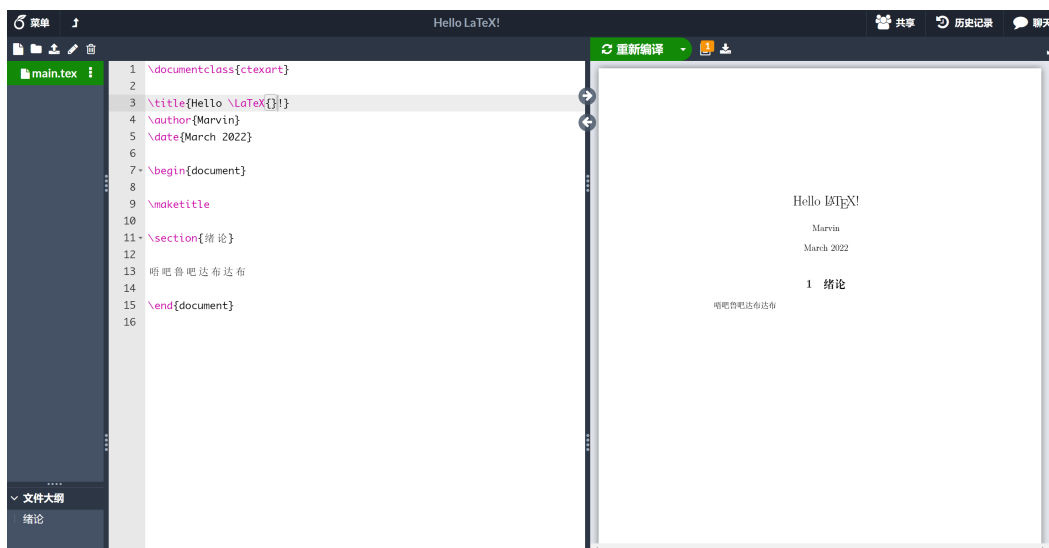 菜单
Hello LaTeX!
共享
历史记录
聊天
重新编译
1
main.tex
1 \documentclass{ctexart}
2
3 \title{Hello \LaTeX{}!}
4 \author{Marvin}
5 \date{March 2022}
6
7 \begin{document}
8
9 \maketitle
10
11 \section{绪论}
12
13 唔吧鲁吧达布达布
14
15 \end{document}
16
文件大纲
绪论
Hello LATEX!
Marvin
March 2022
1 绪论
唔吧鲁吧达布达布